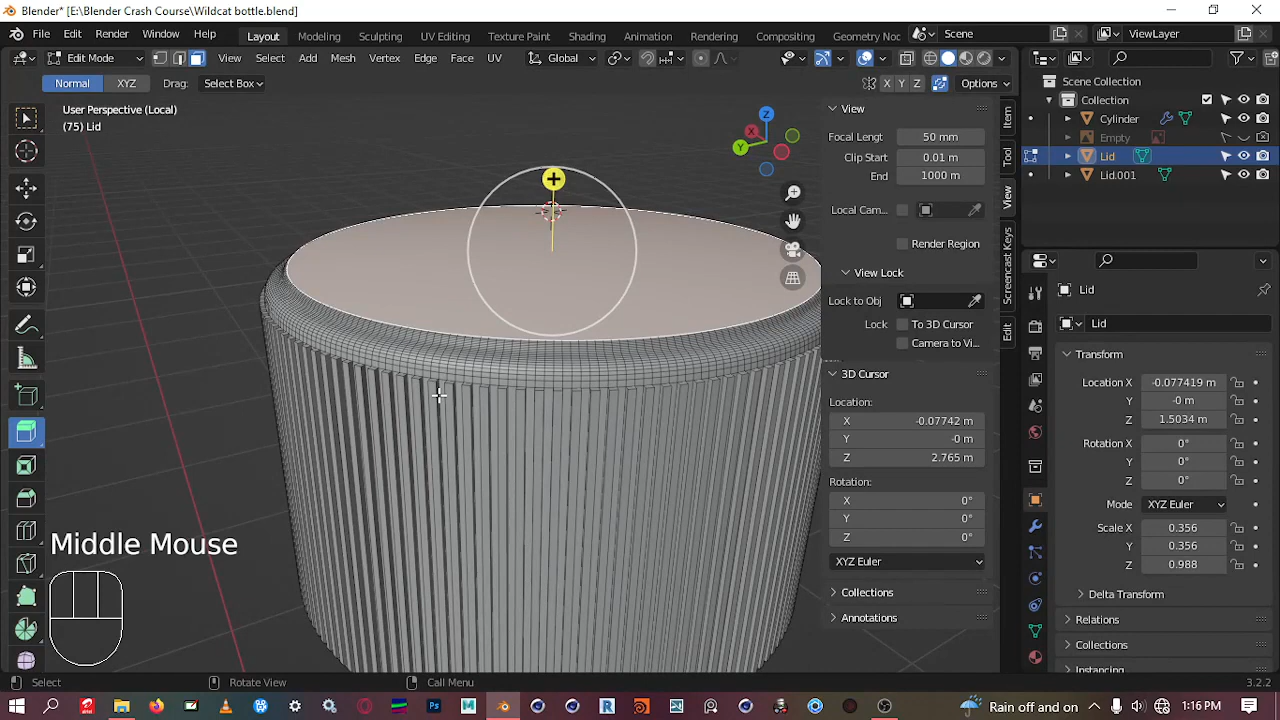 Blender* [E:\Blender Crash Course\Wildcat bottle.blend]
File Edit Render Window Help Layout Modeling Sculpting UV Editing Texture Paint Shading Animation Rendering Compositing Geometry Noc Scene ViewLayer
Edit Mode View Select Add Mesh Vertex Edge Face UV Global
Normal XYZ Drag: Select Box X Y Z Options
Scene Collection
Collection
Cylinder
Empty
Lid
Lid.001
User Perspective (Local)
(75) Lid
Z
X
Y
View
Focal Lengt 50 mm
Clip Start 0.01 m
End 1000 m
Local Cam...
Render Region
View Lock
Lock to Obj
Lock To 3D Cursor
Camera to Vi...
3D Cursor
Location:
X -0.07742 m
Y -0 m
Z 2.765 m
Rotation:
X 0°
Y 0°
Z 0°
XYZ Euler
Collections
Annotations
Item
Tool
View
Screencast Keys
Edit
Lid
Lid
Transform
Location X -0.077419 m
Y -0 m
Z 1.5034 m
Rotation X 0°
Y 0°
Z 0°
Mode XYZ Euler
Scale X 0.356
Y 0.356
Z 0.988
Delta Transform
Relations
Collections
Instancing
Middle Mouse
Select Rotate View Call Menu 3.2.2
Rain off and on 1:16 PM